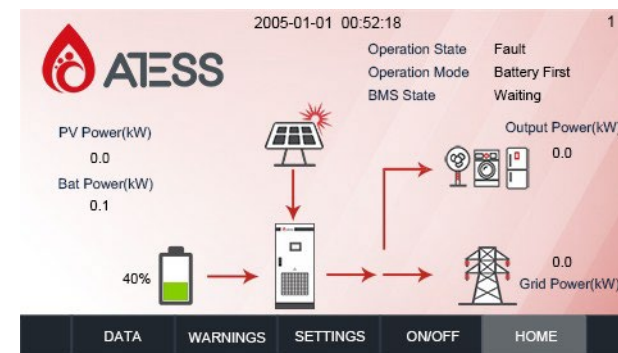 2005-01-01 00:52:18 1
ATESS
Operation State Fault
Operation Mode Battery First
BMS State Waiting
PV Power(kW)
0.0
Bat Power(kW)
0.1
Output Power(kW
0.0
40%
0.0
Grid Power(kW)
DATA WARNINGS SETTINGS ON/OFF HOME